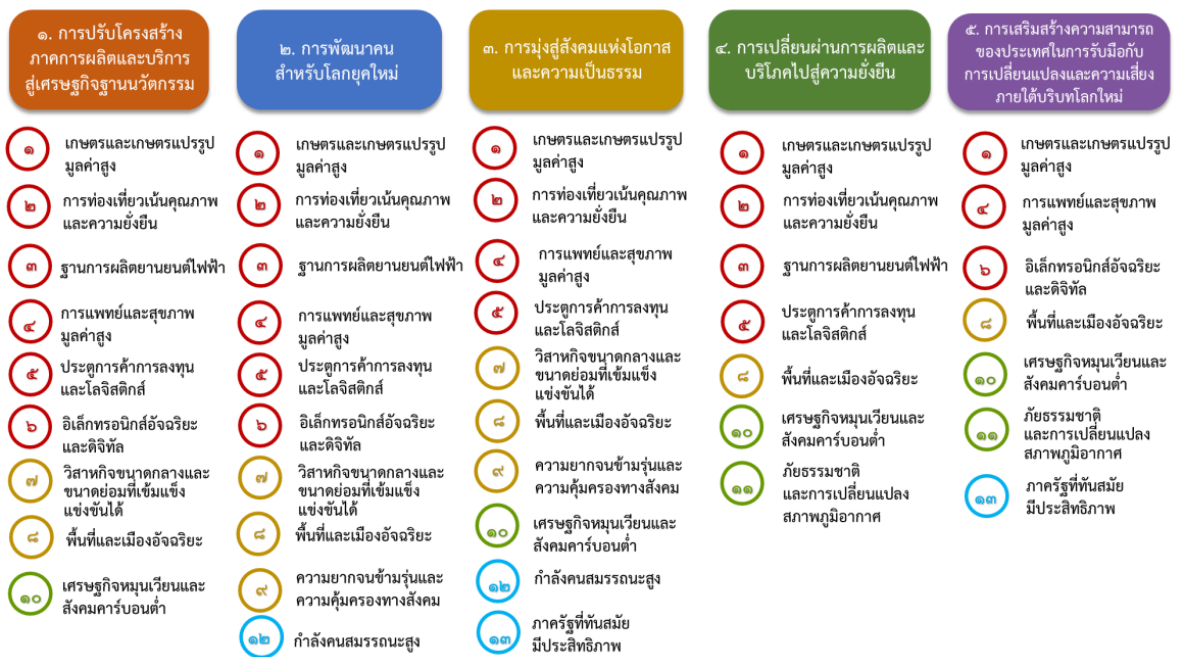 ๑. การปรับโครงสร้าง
ภาคการผลิตและบริการ
สู่เศรษฐกิจฐานนวัตกรรม
๑
เกษตรและเกษตรแปรรูป
มูลค่าสูง
๒
การท่องเที่ยวเน้นคุณภาพ
และความยั่งยืน
๓
ฐานการผลิตยานยนต์ไฟฟ้า
๔
การแพทย์และสุขภาพ
มูลค่าสูง
๕
ประตูการค้าการลงทุน
และโลจิสติกส์
๖
อิเล็กทรอนิกส์อัจฉริยะ
และดิจิทัล
๗
วิสาหกิจขนาดกลางและ
ขนาดย่อมที่เข้มแข็ง
แข่งขันได้
๘
พื้นที่และเมืองอัจฉริยะ
๑๐
เศรษฐกิจหมุนเวียนและ
สังคมคาร์บอนต่ำ
๒. การพัฒนาคน
สำหรับโลกยุคใหม่
๑
เกษตรและเกษตรแปรรูป
มูลค่าสูง
๒
การท่องเที่ยวเน้นคุณภาพ
และความยั่งยืน
๓
ฐานการผลิตยานยนต์ไฟฟ้า
๔
การแพทย์และสุขภาพ
มูลค่าสูง
๕
ประตูการค้าการลงทุน
และโลจิสติกส์
๖
อิเล็กทรอนิกส์อัจฉริยะ
และดิจิทัล
๗
วิสาหกิจขนาดกลางและ
ขนาดย่อมที่เข้มแข็ง
แข่งขันได้
๘
พื้นที่และเมืองอัจฉริยะ
๙
ความยากจนข้ามรุ่นและ
ความคุ้มครองทางสังคม
๑๒
กำลังคนสมรรถนะสูง
๓. การมุ่งสู่สังคมแห่งโอกาส
และความเป็นธรรม
๑
เกษตรและเกษตรแปรรูป
มูลค่าสูง
๒
การท่องเที่ยวเน้นคุณภาพ
และความยั่งยืน
๔
การแพทย์และสุขภาพ
มูลค่าสูง
๕
ประตูการค้าการลงทุน
และโลจิสติกส์
๗
วิสาหกิจขนาดกลางและ
ขนาดย่อมที่เข้มแข็ง
แข่งขันได้
๘
พื้นที่และเมืองอัจฉริยะ
๙
ความยากจนข้ามรุ่นและ
ความคุ้มครองทางสังคม
๑๐
เศรษฐกิจหมุนเวียนและ
สังคมคาร์บอนต่ำ
๑๒
กำลังคนสมรรถนะสูง
๑๓
ภาครัฐที่ทันสมัย
มีประสิทธิภาพ
๔. การเปลี่ยนผ่านการผลิตและ
บริโภคไปสู่ความยั่งยืน
๑
เกษตรและเกษตรแปรรูป
มูลค่าสูง
๒
การท่องเที่ยวเน้นคุณภาพ
และความยั่งยืน
๓
ฐานการผลิตยานยนต์ไฟฟ้า
๕
ประตูการค้าการลงทุน
และโลจิสติกส์
๘
พื้นที่และเมืองอัจฉริยะ
๑๐
เศรษฐกิจหมุนเวียนและ
สังคมคาร์บอนต่ำ
๑๑
ภัยธรรมชาติ
และการเปลี่ยนแปลง
สภาพภูมิอากาศ
๕. การเสริมสร้างความสามารถ
ของประเทศในการรับมือกับ
การเปลี่ยนแปลงและความเสี่ยง
ภายใต้บริบทโลกใหม่
๑
เกษตรและเกษตรแปรรูป
มูลค่าสูง
๔
การแพทย์และสุขภาพ
มูลค่าสูง
๖
อิเล็กทรอนิกส์อัจฉริยะ
และดิจิทัล
๘
พื้นที่และเมืองอัจฉริยะ
๑๐
เศรษฐกิจหมุนเวียนและ
สังคมคาร์บอนต่ำ
๑๑
ภัยธรรมชาติ
และการเปลี่ยนแปลง
สภาพภูมิอากาศ
๑๓
ภาครัฐที่ทันสมัย
มีประสิทธิภาพ